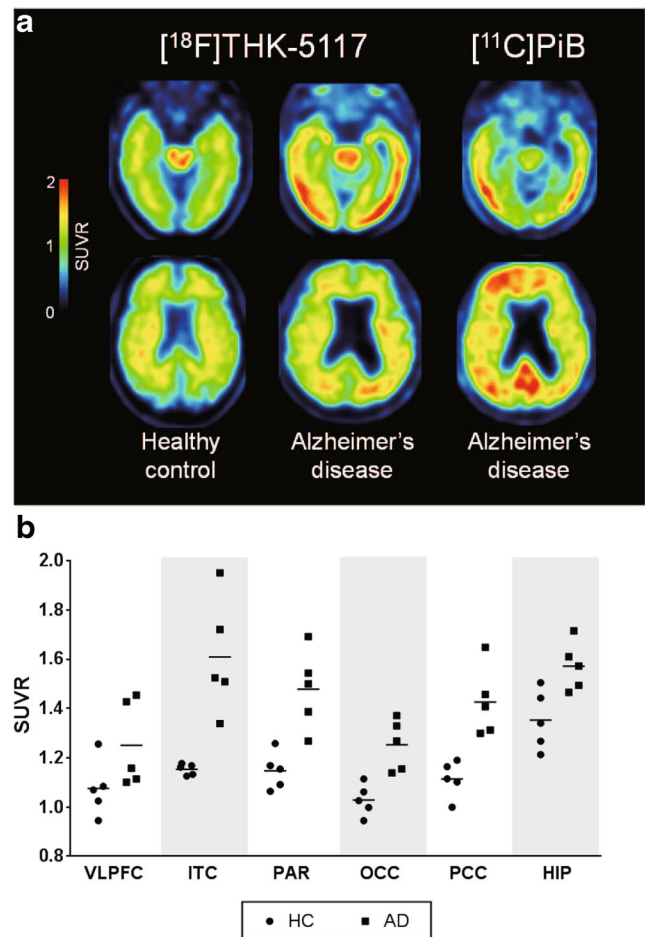 a
[¹⁸F]THK-5117 [¹¹C]PiB
2
1
0
SUVR
Healthy control
Alzheimer's disease
Alzheimer's disease
b
SUVR
2.0
1.8
1.6
1.4
1.2
1.0
0.8
VLPFC ITC PAR OCC PCC HIP
HC AD